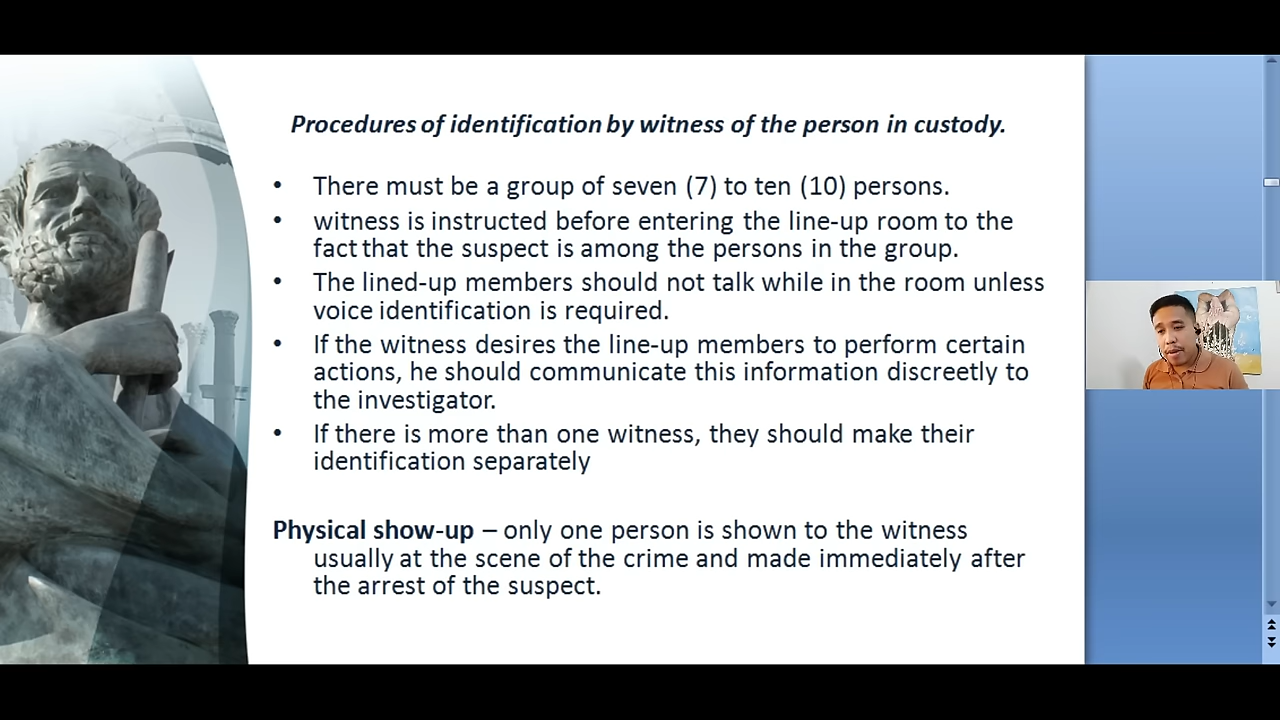 Procedures of identification by witness of the person in custody.
• There must be a group of seven (7) to ten (10) persons.
• witness is instructed before entering the line-up room to the
fact that the suspect is among the persons in the group.
• The lined-up members should not talk while in the room unless
voice identification is required.
• If the witness desires the line-up members to perform certain
actions, he should communicate this information discreetly to
the investigator.
• If there is more than one witness, they should make their
identification separately
Physical show-up – only one person is shown to the witness
usually at the scene of the crime and made immediately after
the arrest of the suspect.